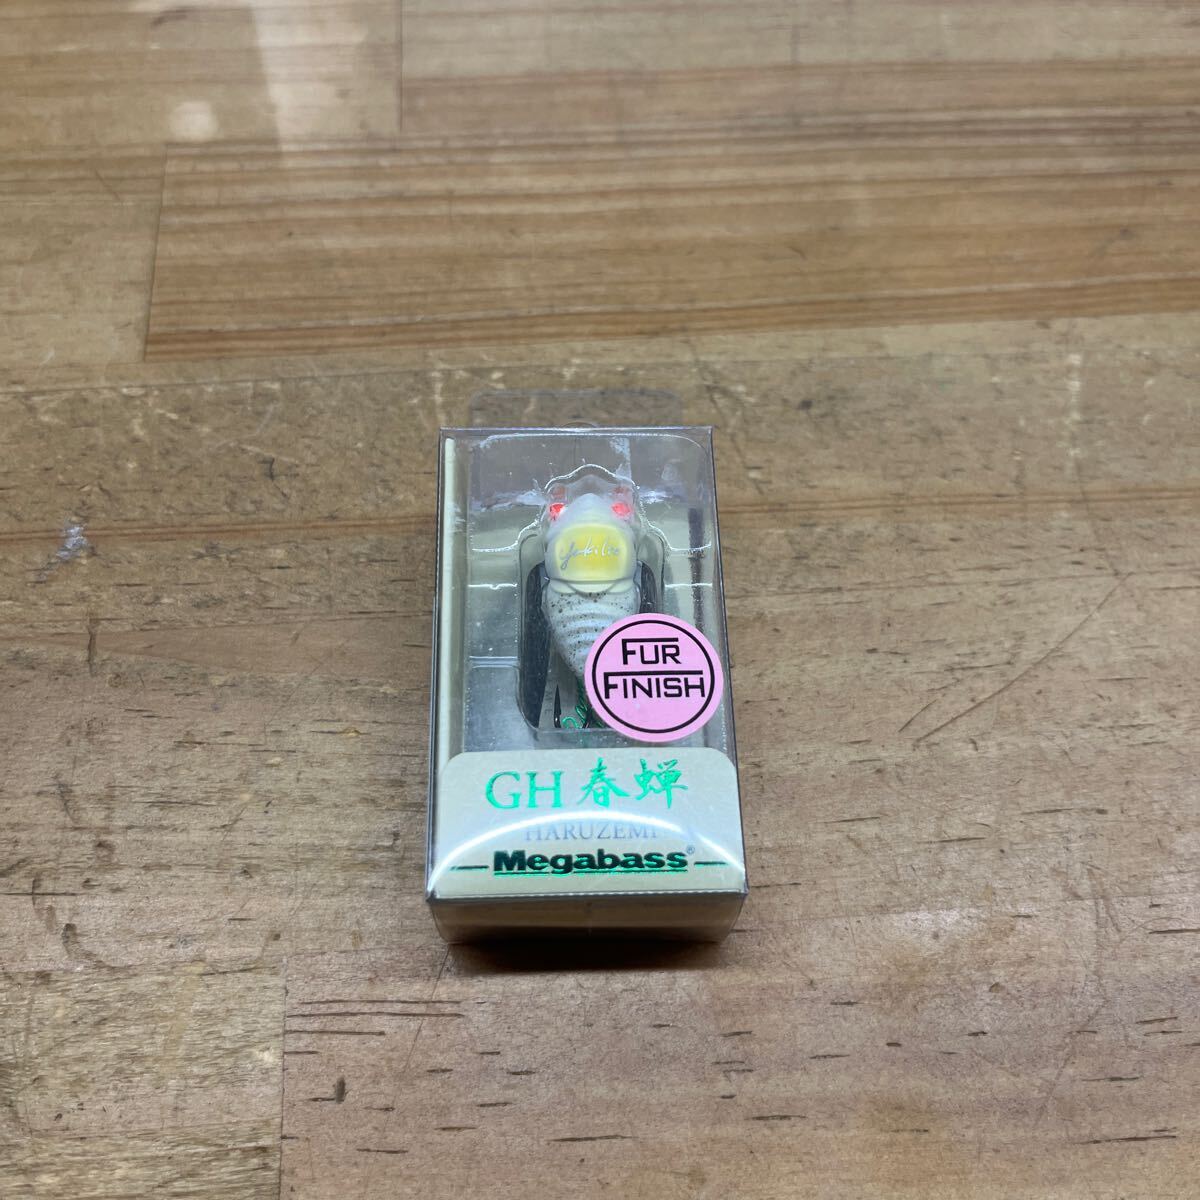 FUR
FINISH
GH 春蝉
HARUZEMI
Megabass®